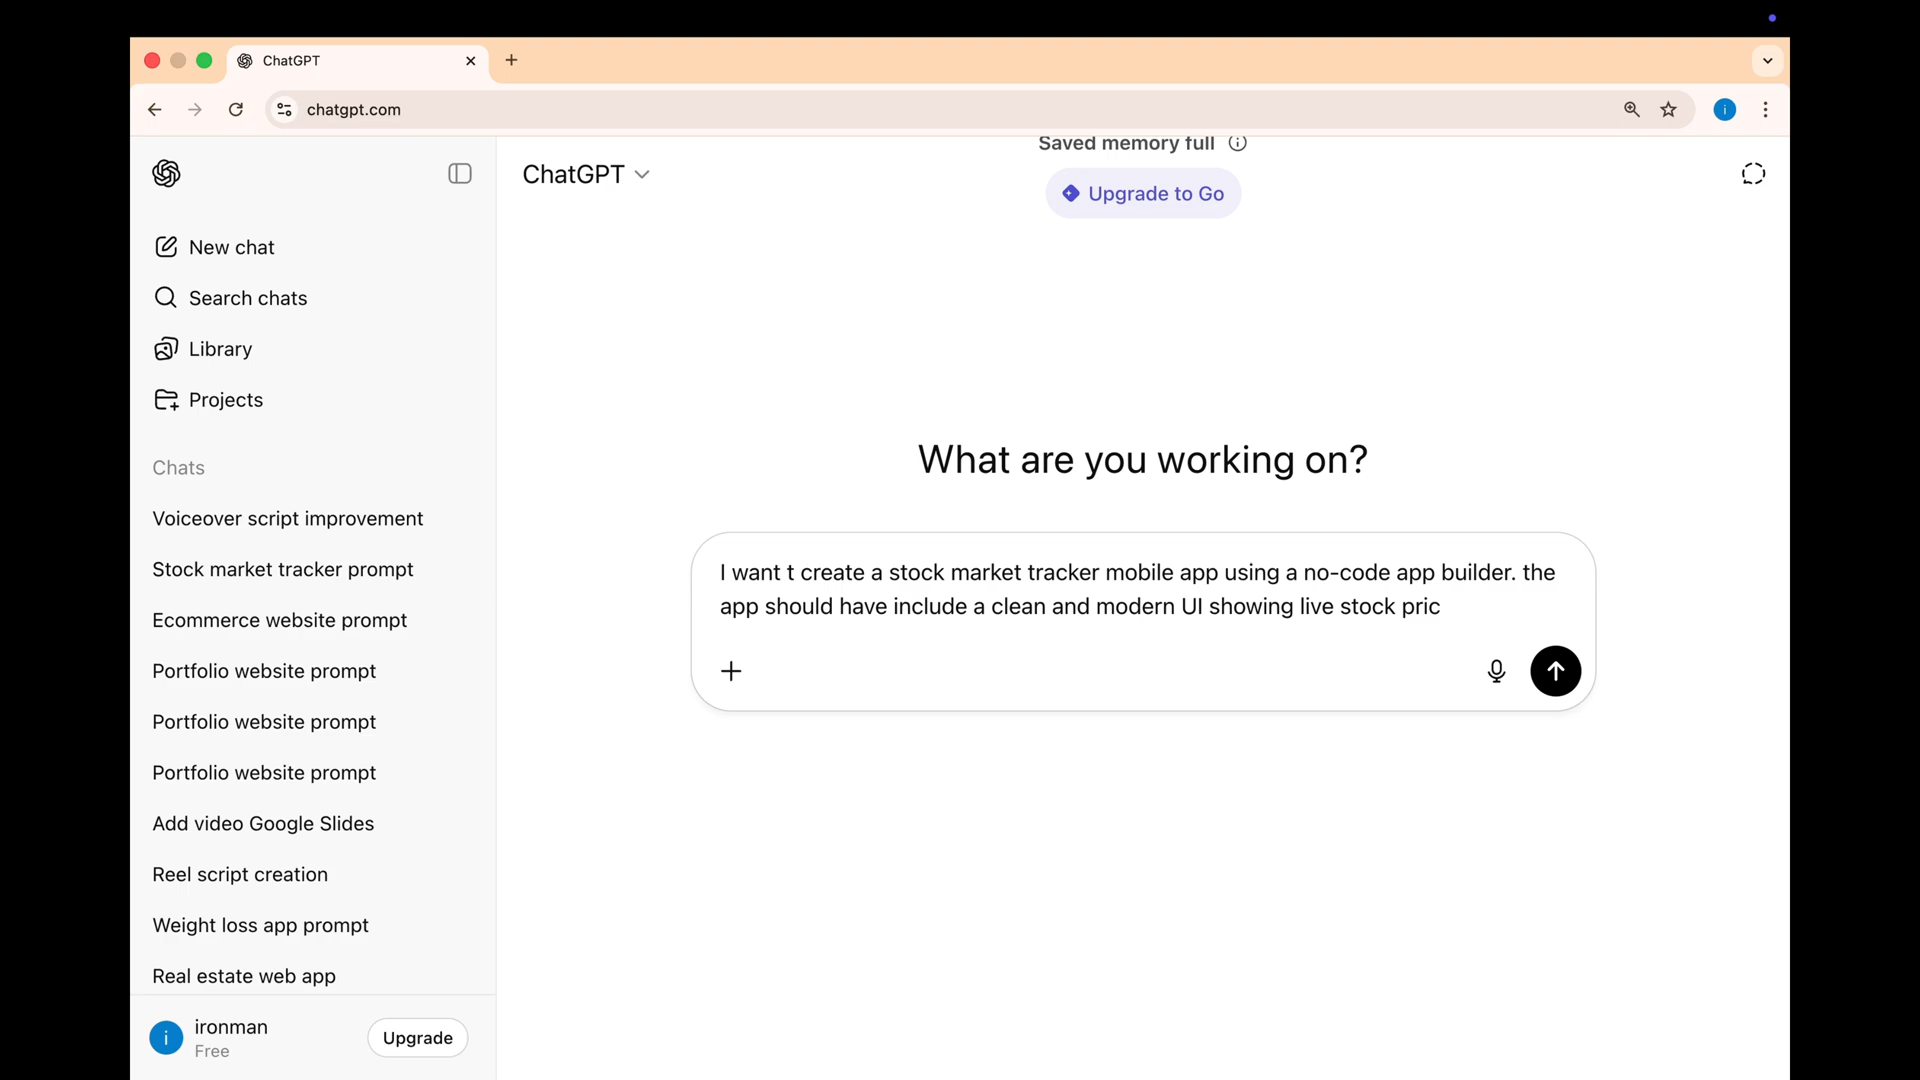 ChatGPT
chatgpt.com
Saved memory full
ChatGPT
Upgrade to Go
New chat
Search chats
Library
Projects
Chats
Voiceover script improvement
Stock market tracker prompt
Ecommerce website prompt
Portfolio website prompt
Portfolio website prompt
Portfolio website prompt
Add video Google Slides
Reel script creation
Weight loss app prompt
Real estate web app
i
ironman
Free
Upgrade
What are you working on?
I want t create a stock market tracker mobile app using a no-code app builder. the
app should have include a clean and modern UI showing live stock pric
i